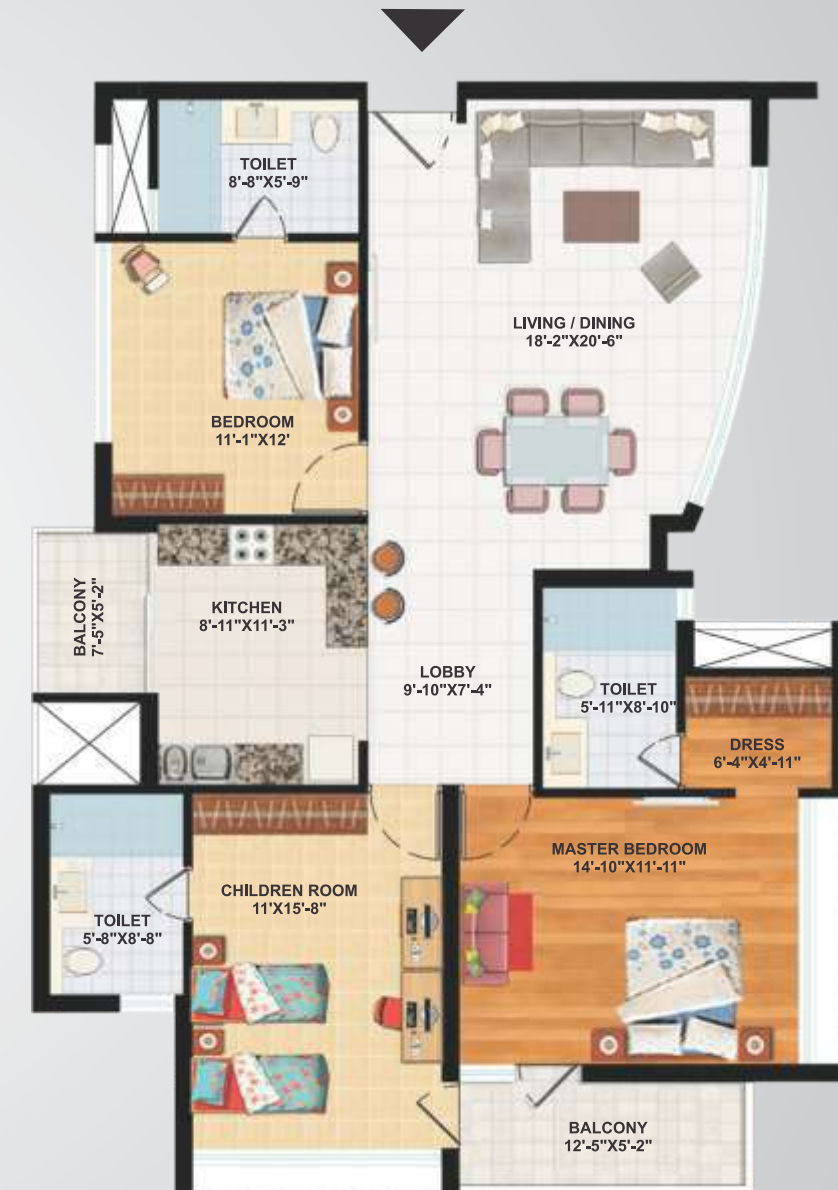 TOILET
8'-8"X5'-9"
LIVING / DINING
18'-2"X20'-6"
BEDROOM
11'-1"X12'
BALCONY
7'-5"X5'-2"
KITCHEN
8'-11"X11'-3"
LOBBY
9'-10"X7'-4"
TOILET
5'-11"X8'-10"
DRESS
6'-4"X4'-11"
MASTER BEDROOM
14'-10"X11'-11"
CHILDREN ROOM
11'X15'-8"
TOILET
5'-8"X8'-8"
BALCONY
12'-5"X5'-2"